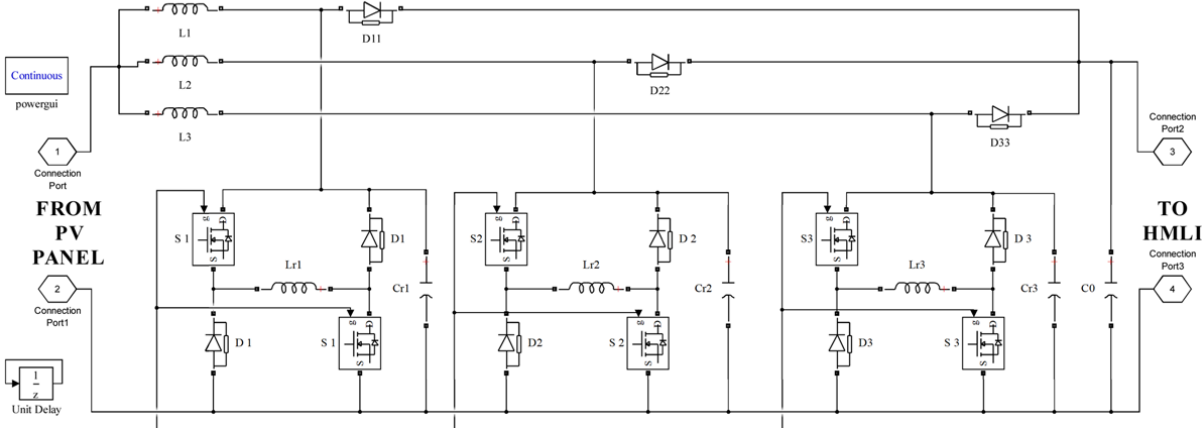 L1
D11
Continuous
powergui
L2
D22
L3
D33
1
Connection
Port
Connection
Port2
3
FROM
PV
PANEL
TO
HMLI
g
C
S 1
S
D1
g
C
S2
S
D 2
g
C
S3
S
D 3
Lr1
Cr1
Lr2
Cr2
Lr3
Cr3
C0
2
Connection
Port1
Connection
Port3
4
D 1
g
C
S 1
S
D2
g
C
S 2
S
D3
g
C
S 3
S
1
z
Unit Delay